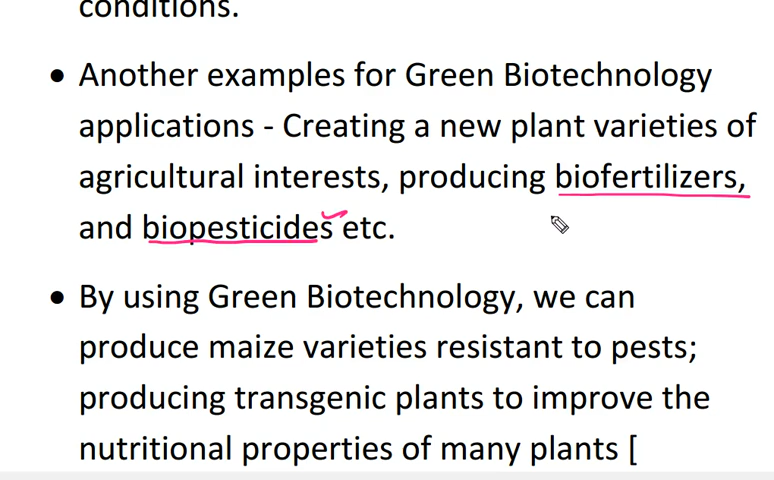 conditions.
• Another examples for Green Biotechnology
applications - Creating a new plant varieties of
agricultural interests, producing biofertilizers,
and biopesticides etc.
• By using Green Biotechnology, we can
produce maize varieties resistant to pests;
producing transgenic plants to improve the
nutritional properties of many plants [